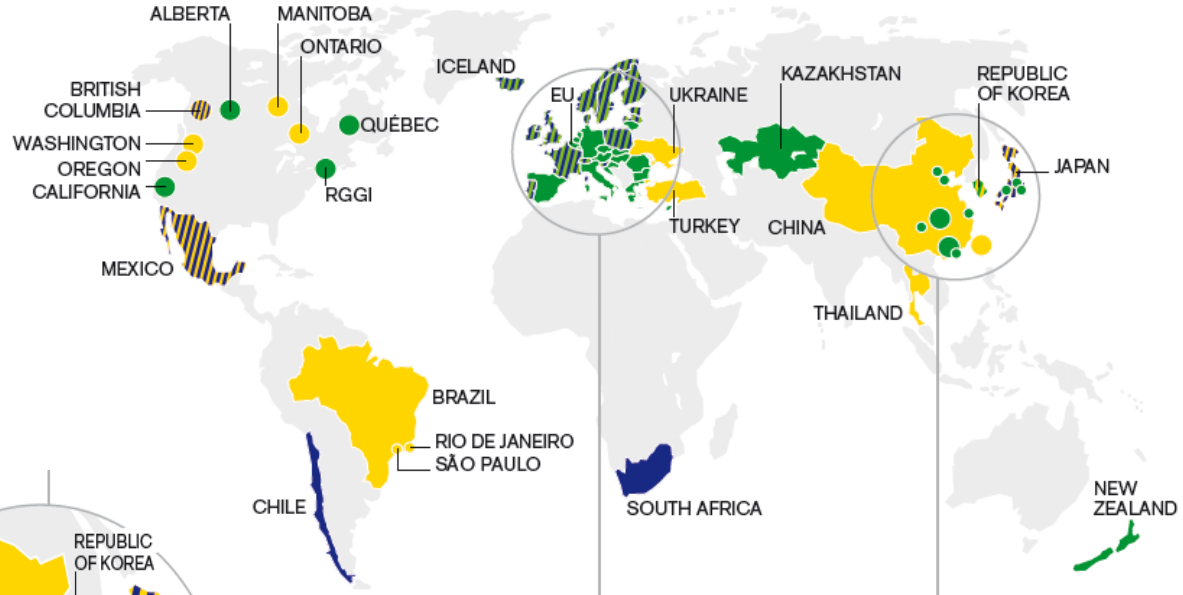 ALBERTA
MANITOBA
ONTARIO
ICELAND
KAZAKHSTAN
REPUBLIC
OF KOREA
BRITISH
COLUMBIA
EU
UKRAINE
QUÉBEC
WASHINGTON
OREGON
CALIFORNIA
RGGI
JAPAN
TURKEY
CHINA
MEXICO
THAILAND
BRAZIL
RIO DE JANEIRO
SÃO PAULO
CHILE
SOUTH AFRICA
NEW
ZEALAND
REPUBLIC
OF KOREA